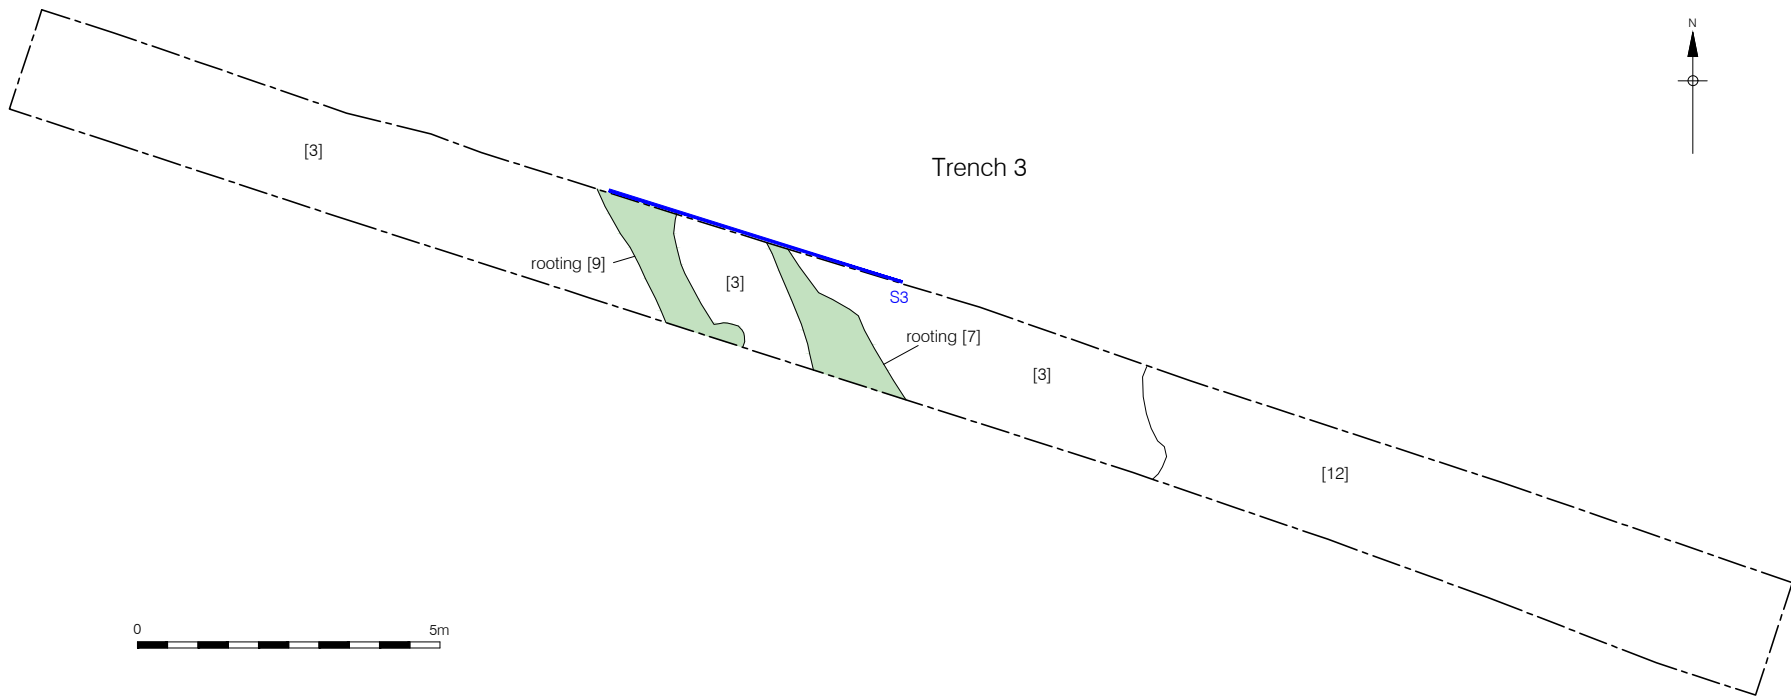 N
[3]
Trench 3
rooting [9]
[3]
S3
rooting [7]
[3]
[12]
0 5m